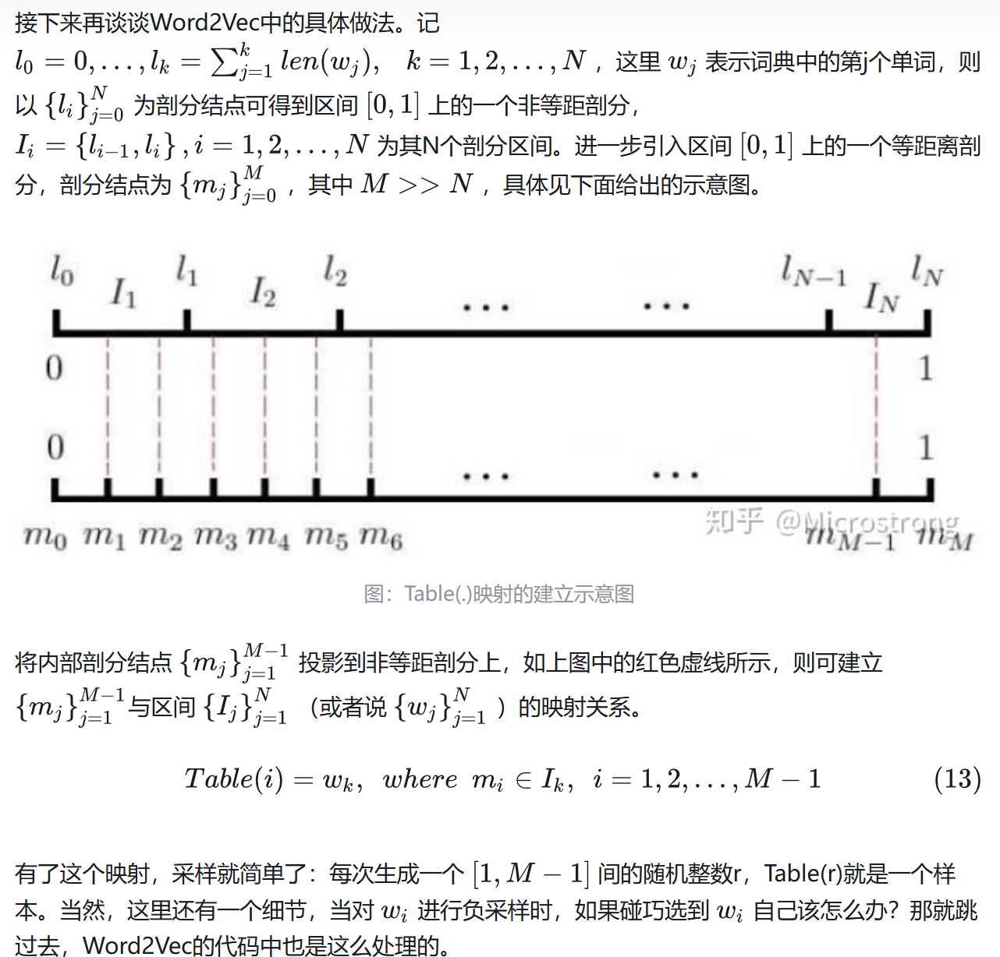 接下来再谈谈Word2Vec中的具体做法。记
l_0 = 0, . . . , l_k = ∑_{j=1}^{k} len(w_j), k = 1, 2, . . . , N ，这里 w_j 表示词典中的第j个单词，则
以 {l_i}_{j=0}^{N} 为剖分结点可得到区间 [0, 1] 上的一个非等距剖分，
I_i = {l_{i−1}, l_i} , i = 1, 2, . . . , N 为其N个剖分区间。进一步引入区间 [0, 1] 上的一个等距离剖
分，剖分结点为 {m_j}_{j=0}^{M} ，其中 M >> N ，具体见下面给出的示意图。
l_0 I_1 l_1 I_2 l_2 ... ... l_{N−1} I_N l_N
0 1
0 1
... ...
知乎 @Microstrong
m_0 m_1 m_2 m_3 m_4 m_5 m_6 m_{M−1} m_M
图：Table(.)映射的建立示意图
将内部剖分结点 {m_j}_{j=1}^{M−1} 投影到非等距剖分上，如上图中的红色虚线所示，则可建立
{m_j}_{j=1}^{M−1}与区间 {I_j}_{j=1}^{N} （或者说 {w_j}_{j=1}^{N} ）的映射关系。
Table(i) = w_k, where m_i ∈ I_k, i = 1, 2, . . . , M − 1 (13)
有了这个映射，采样就简单了：每次生成一个 [1, M − 1] 间的随机整数r，Table(r)就是一个样
本。当然，这里还有一个细节，当对 w_i 进行负采样时，如果碰巧选到 w_i 自己该怎么办？那就跳
过去，Word2Vec的代码中也是这么处理的。